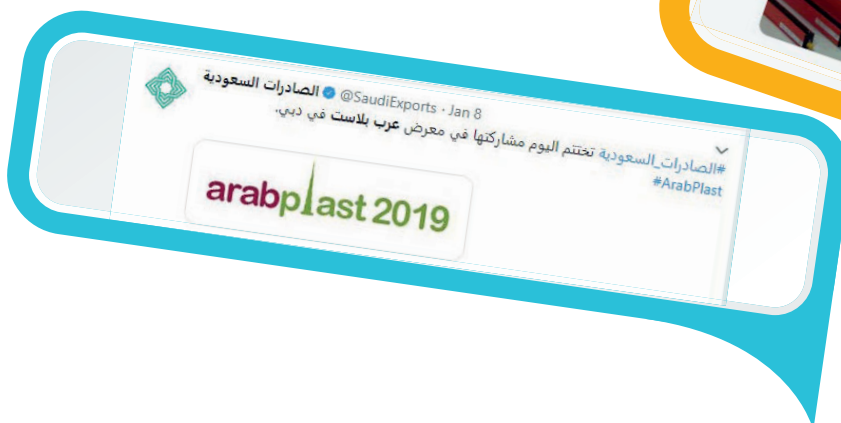 الصادرات السعودية @SaudiExports · Jan 8
#الصادرات_السعودية تختتم اليوم مشاركتها في معرض عرب بلاست في دبي.
#ArabPlast
arabplast 2019